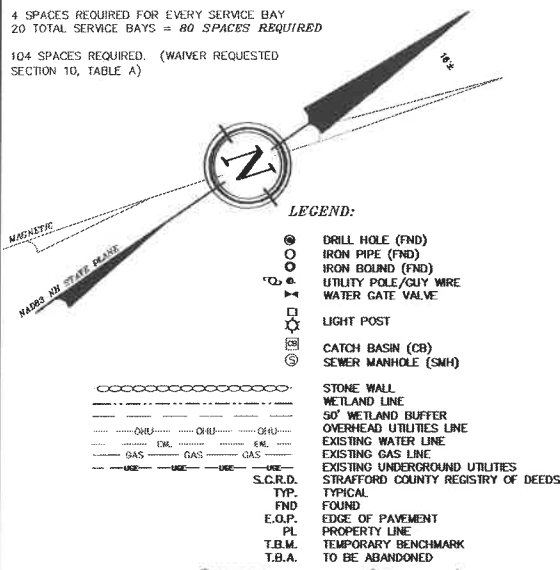 4 SPACES REQUIRED FOR EVERY SERVICE BAY
20 TOTAL SERVICE BAYS = 80 SPACES REQUIRED
104 SPACES REQUIRED. (WAIVER REQUESTED
SECTION 10, TABLE A)
N
MAGNETIC
NAD83 NH STATE PLANE
LEGEND:
DRILL HOLE (FND)
IRON PIPE (FND)
IRON BOUND (FND)
UTILITY POLE/GUY WIRE
WATER GATE VALVE
LIGHT POST
CB CATCH BASIN (CB)
S SEWER MANHOLE (SMH)
STONE WALL
WETLAND LINE
50' WETLAND BUFFER
OHU OHU OHU OVERHEAD UTILITIES LINE
EXISTING WATER LINE
GAS GAS GAS EXISTING GAS LINE
UGE UGE UGE UGE EXISTING UNDERGROUND UTILITIES
S.C.R.D. STRAFFORD COUNTY REGISTRY OF DEEDS
TYP. TYPICAL
FND FOUND
E.O.P. EDGE OF PAVEMENT
PL PROPERTY LINE
T.B.M. TEMPORARY BENCHMARK
T.B.A. TO BE ABANDONED